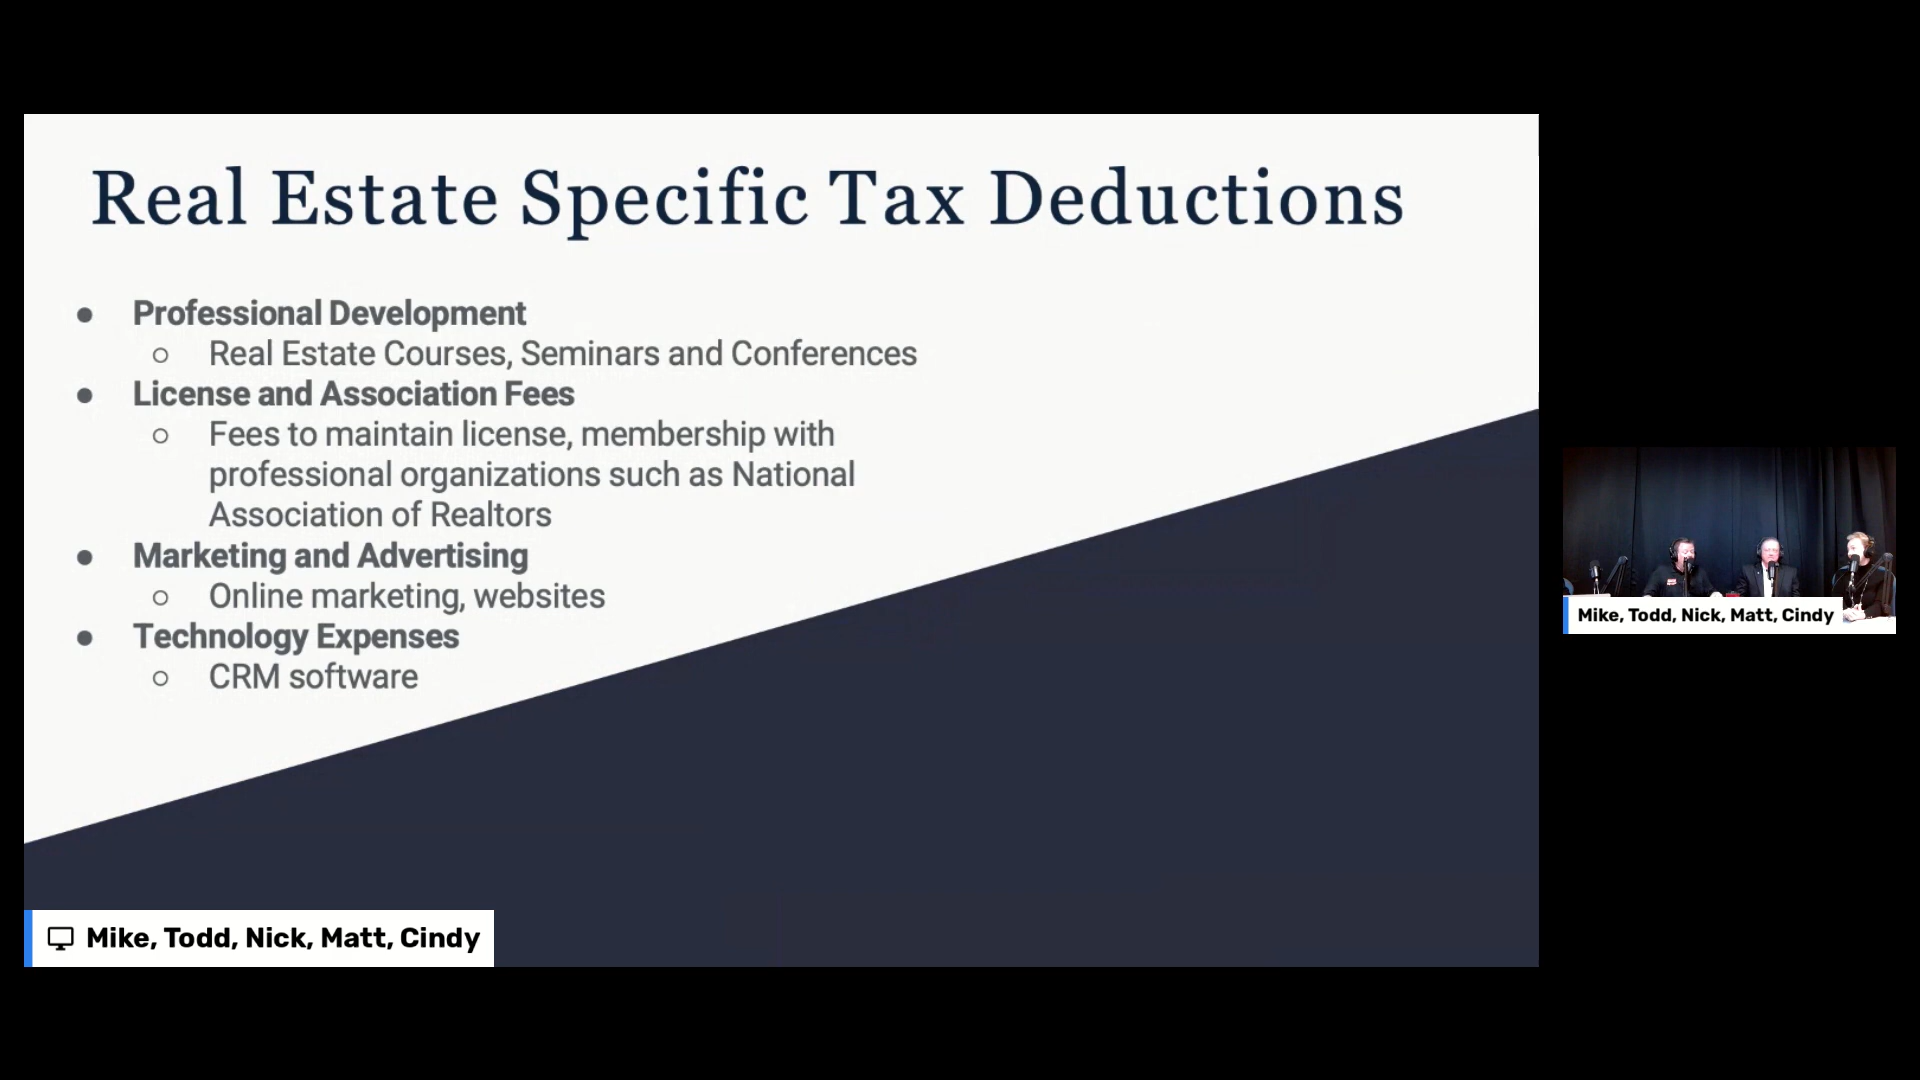 Real Estate Specific Tax Deductions
● Professional Development
○ Real Estate Courses, Seminars and Conferences
● License and Association Fees
○ Fees to maintain license, membership with
professional organizations such as National
Association of Realtors
● Marketing and Advertising
○ Online marketing, websites
● Technology Expenses
○ CRM software
Mike, Todd, Nick, Matt, Cindy
Mike, Todd, Nick, Matt, Cindy